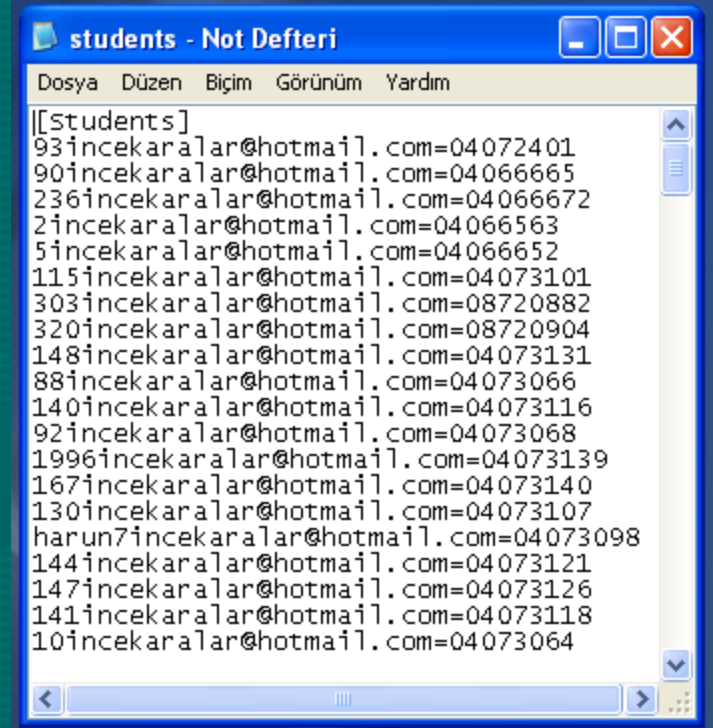 students - Not Defteri
Dosya Düzen Biçim Görünüm Yardım
[Students]
93incekaralar@hotmail.com=04072401
90incekaralar@hotmail.com=04066665
236incekaralar@hotmail.com=04066672
2incekaralar@hotmail.com=04066563
5incekaralar@hotmail.com=04066652
115incekaralar@hotmail.com=04073101
303incekaralar@hotmail.com=08720882
320incekaralar@hotmail.com=08720904
148incekaralar@hotmail.com=04073131
88incekaralar@hotmail.com=04073066
140incekaralar@hotmail.com=04073116
92incekaralar@hotmail.com=04073068
1996incekaralar@hotmail.com=04073139
167incekaralar@hotmail.com=04073140
130incekaralar@hotmail.com=04073107
harun7incekaralar@hotmail.com=04073098
144incekaralar@hotmail.com=04073121
147incekaralar@hotmail.com=04073126
141incekaralar@hotmail.com=04073118
10incekaralar@hotmail.com=04073064